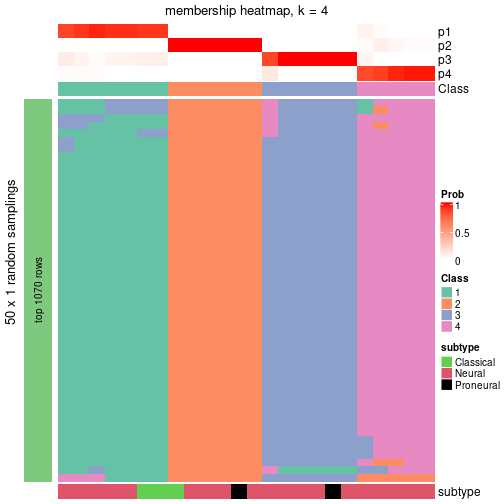 membership heatmap, k = 4
p1
p2
p3
p4
Class
50 x 1 random samplings
top 1070 rows
Prob
1
0.5
0
Class
1
2
3
4
subtype
Classical
Neural
Proneural
subtype